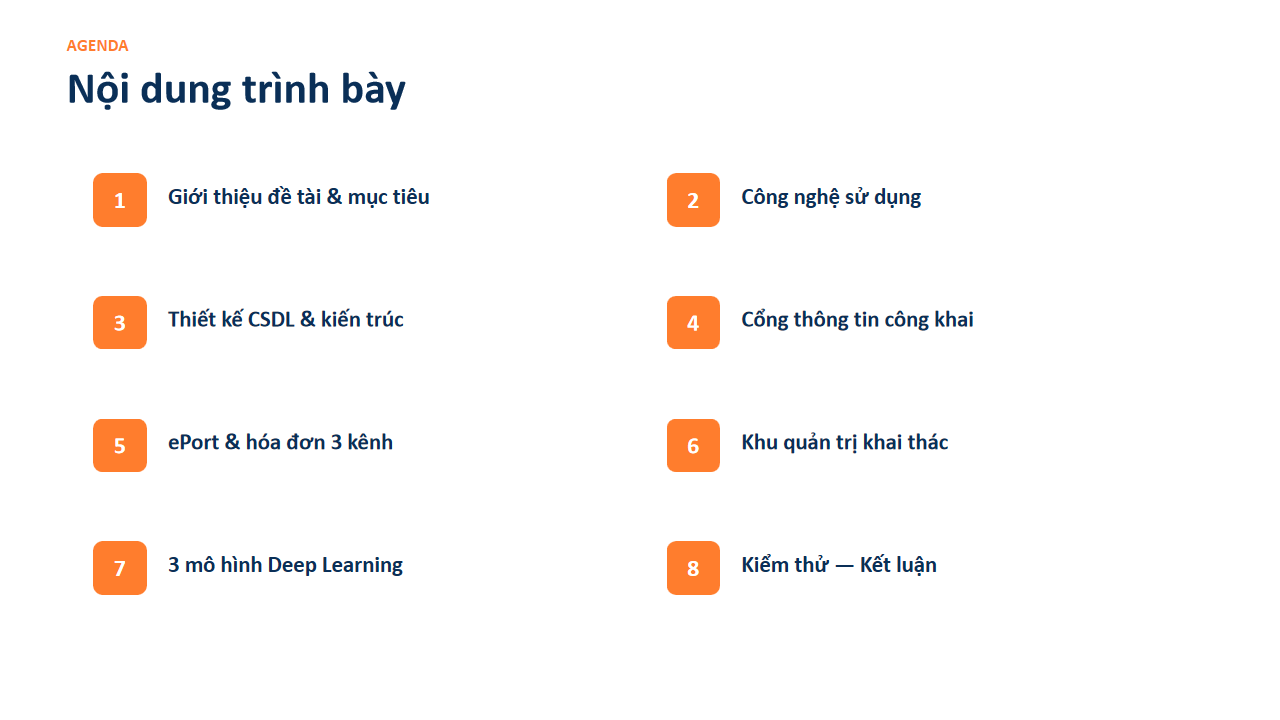 AGENDA
Nội dung trình bày
1 Giới thiệu đề tài & mục tiêu
2 Công nghệ sử dụng
3 Thiết kế CSDL & kiến trúc
4 Cổng thông tin công khai
5 ePort & hóa đơn 3 kênh
6 Khu quản trị khai thác
7 3 mô hình Deep Learning
8 Kiểm thử — Kết luận